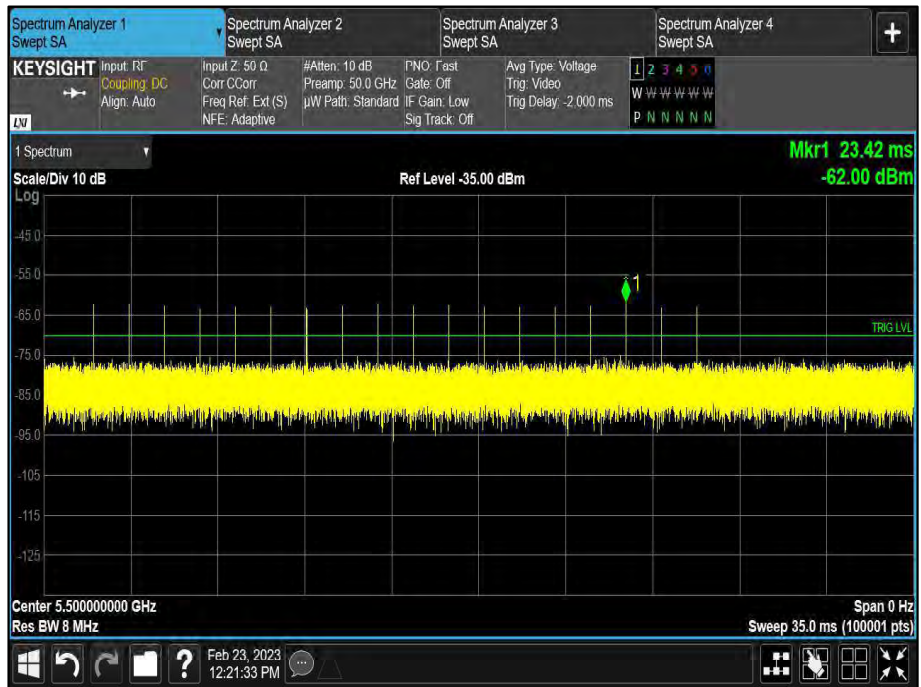 Spectrum Analyzer 1
Swept SA
Spectrum Analyzer 2
Swept SA
Spectrum Analyzer 3
Swept SA
Spectrum Analyzer 4
Swept SA
+
KEYSIGHT
LXI
Input: RF
Coupling: DC
Align: Auto
Input Z: 50 Ω
Corr CCorr
Freq Ref: Ext (S)
NFE: Adaptive
#Atten: 10 dB
Preamp: 50.0 GHz
µW Path: Standard
PNO: Fast
Gate: Off
IF Gain: Low
Sig Track: Off
Avg Type: Voltage
Trig: Video
Trig Delay: -2.000 ms
1 2 3 4 5 6
W W W W W W
P N N N N N
1 Spectrum
Mkr1 23.42 ms
Scale/Div 10 dB
Ref Level -35.00 dBm
-62.00 dBm
Log
-45.0
-55.0
1
-65.0
TRIG LVL
-75.0
-85.0
-95.0
-105
-115
-125
Center 5.500000000 GHz
Span 0 Hz
Res BW 8 MHz
Sweep 35.0 ms (100001 pts)
?
Feb 23, 2023
12:21:33 PM